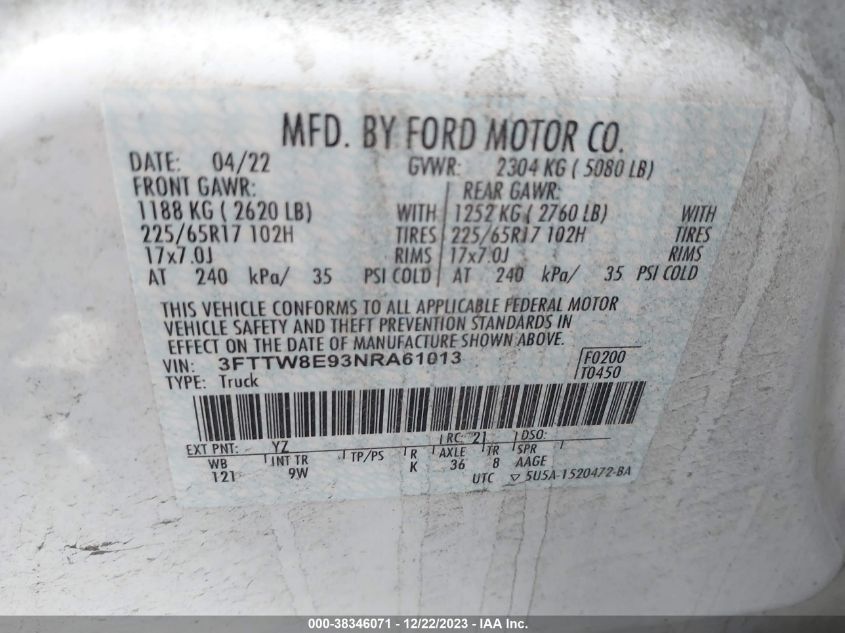 MFD. BY FORD MOTOR CO.
DATE: 04/22 GVWR: 2304 KG ( 5080 LB)
FRONT GAWR: REAR GAWR:
1188 KG ( 2620 LB) WITH 1252 KG ( 2760 LB) WITH
225/65R17 102H TIRES 225/65R17 102H TIRES
17x7.0J RIMS 17x7.0J RIMS
AT 240 kPa/ 35 PSI COLD AT 240 kPa/ 35 PSI COLD
THIS VEHICLE CONFORMS TO ALL APPLICABLE FEDERAL MOTOR
VEHICLE SAFETY AND THEFT PREVENTION STANDARDS IN
EFFECT ON THE DATE OF MANUFACTURE SHOWN ABOVE.
VIN: 3FTTW8E93NRA61013 F0200
TYPE: Truck T0450
EXT PNT: YZ RC: 21 DSO:
WB INT TR TP/PS R AXLE TR SPR
121 9W K 36 8 AAGE
UTC ▽ 5U5A-1520472-BA
000-38346071 - 12/22/2023 - IAA Inc.